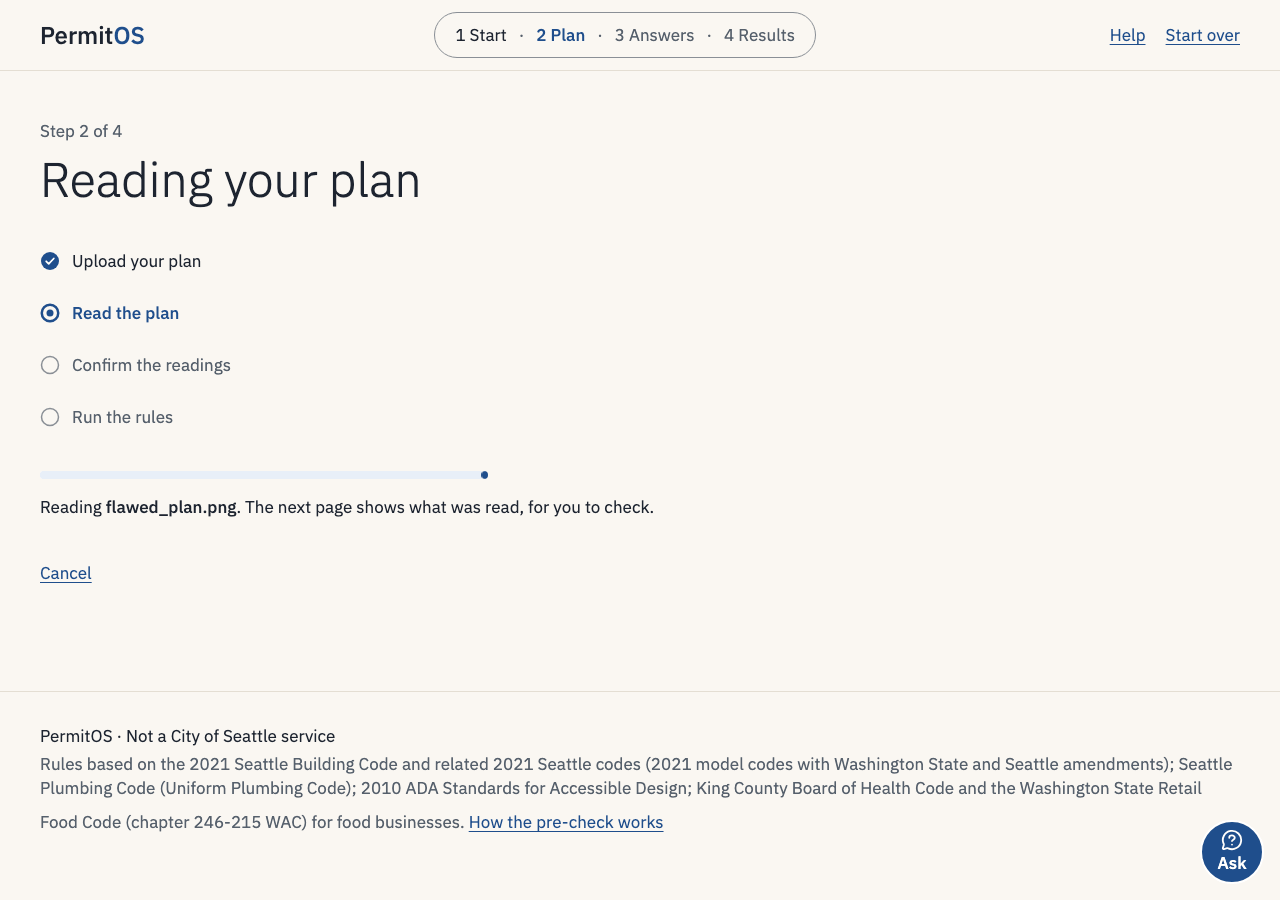 PermitOS
1 Start · 2 Plan · 3 Answers · 4 Results
Help
Start over
Step 2 of 4
Reading your plan
Upload your plan
Read the plan
Confirm the readings
Run the rules
Reading flawed_plan.png. The next page shows what was read, for you to check.
Cancel
PermitOS · Not a City of Seattle service
Rules based on the 2021 Seattle Building Code and related 2021 Seattle codes (2021 model codes with Washington State and Seattle amendments); Seattle
Plumbing Code (Uniform Plumbing Code); 2010 ADA Standards for Accessible Design; King County Board of Health Code and the Washington State Retail
Food Code (chapter 246-215 WAC) for food businesses. How the pre-check works
Ask